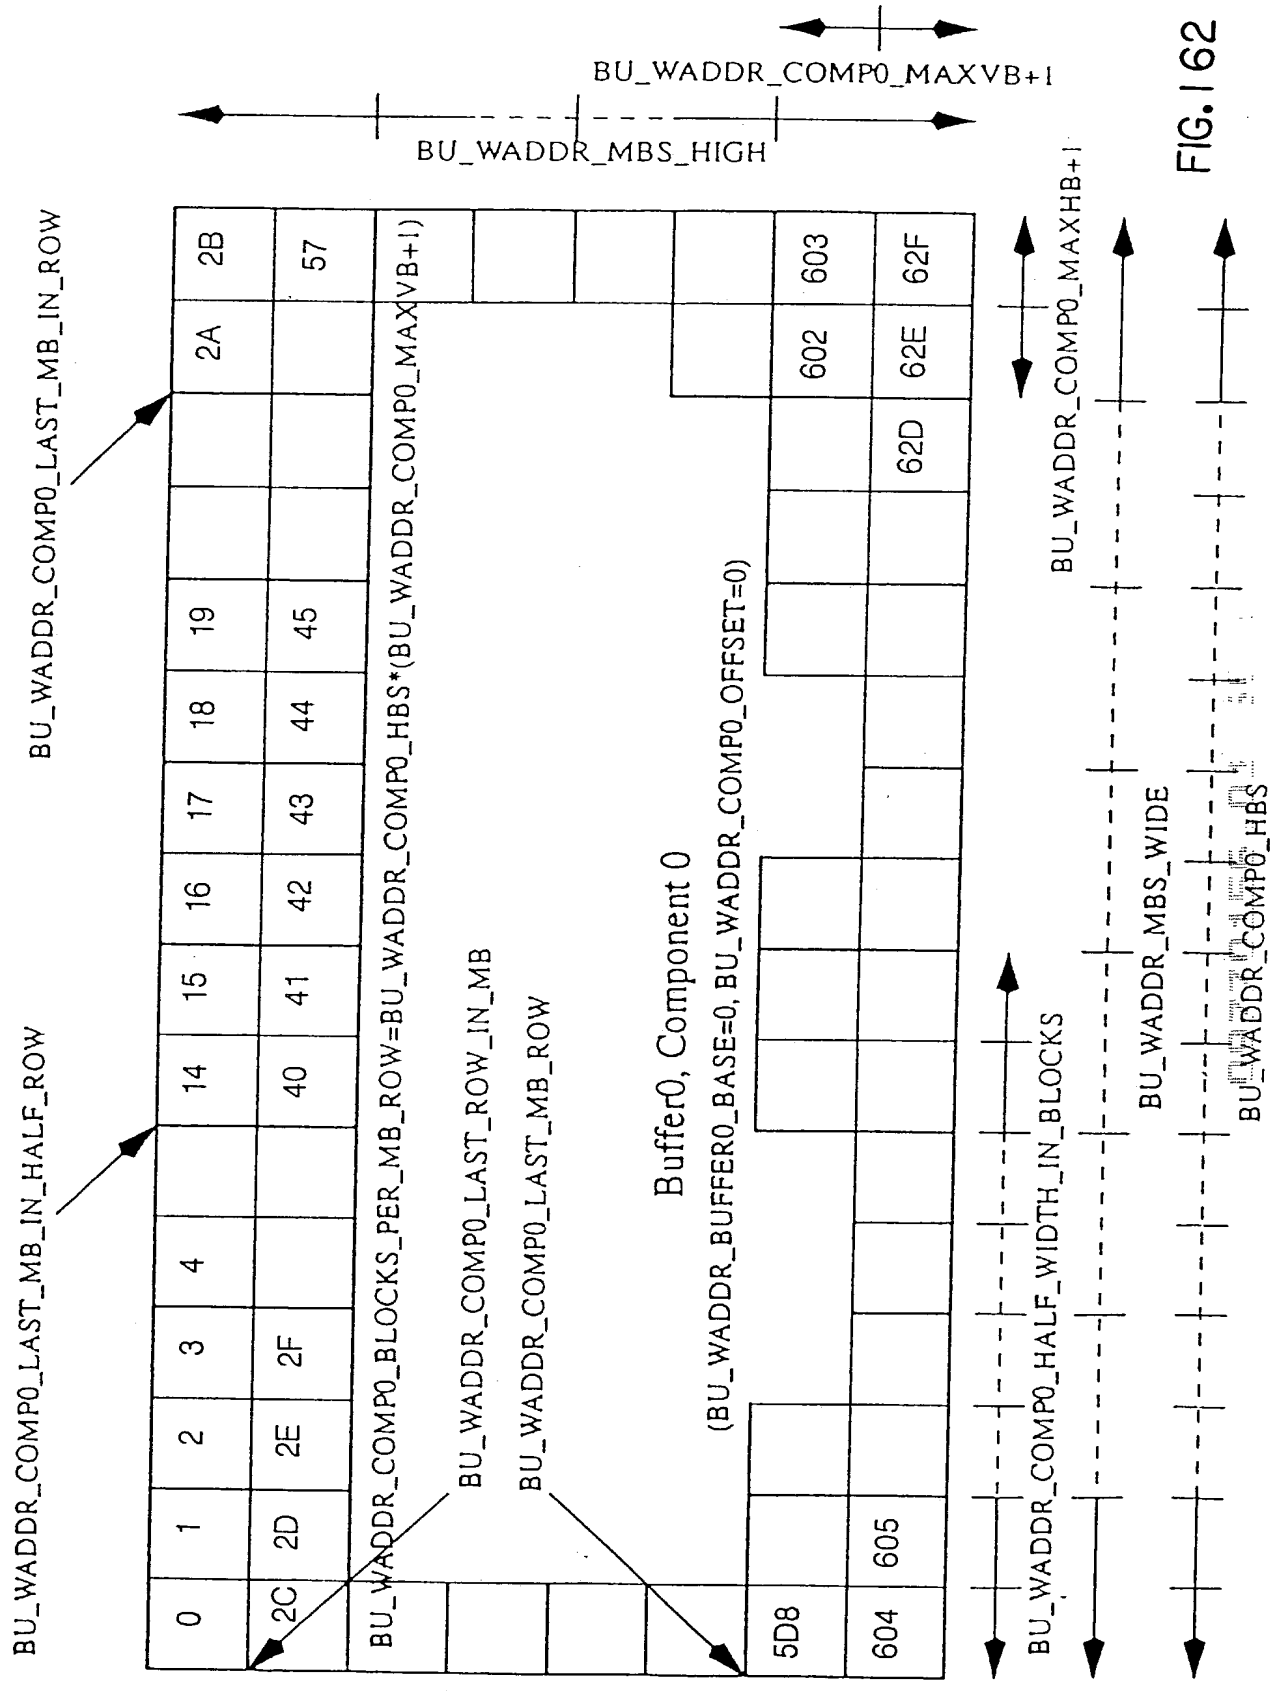 BU_WADDR_COMP0_LAST_MB_IN_HALF_ROW
BU_WADDR_COMP0_LAST_MB_IN_ROW
0 1 2 3 4 14 15 16 17 18 19 2A 2B
2C 2D 2E 2F 40 41 42 43 44 45 57
BU_WADDR_COMP0_BLOCKS_PER_MB_ROW=BU_WADDR_COMP0_HBS*(BU_WADDR_COMP0_MAXVB+1)
BU_WADDR_COMP0_LAST_ROW_IN_MB
BU_WADDR_COMP0_LAST_MB_ROW
Buffer0, Component 0
(BU_WADDR_BUFFER0_BASE=0, BU_WADDR_COMP0_OFFSET=0)
5D8 602 603
604 605 62D 62E 62F
BU_WADDR_MBS_HIGH
BU_WADDR_COMP0_MAXVB+1
BU_WADDR_COMP0_HALF_WIDTH_IN_BLOCKS
BU_WADDR_COMP0_MAXHB+1
BU_WADDR_MBS_WIDE
BU_WADDR_COMP0_HBS
FIG.162